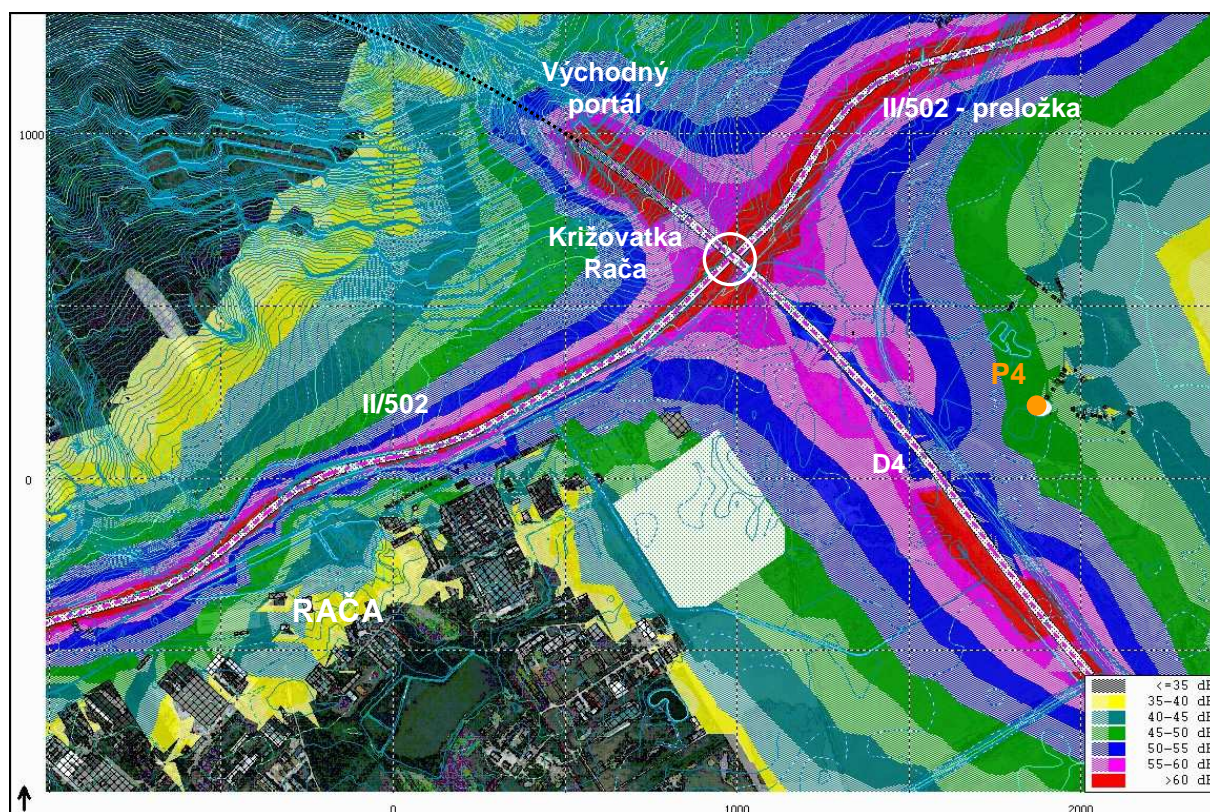 Východný
portál
II/502 - preložka
1000
Križovatka
Rača
P4
II/502
D4
0
RAČA
<=35 dB
35-40 dB
40-45 dB
45-50 dB
50-55 dB
55-60 dB
>60 dB
0
1000
2000